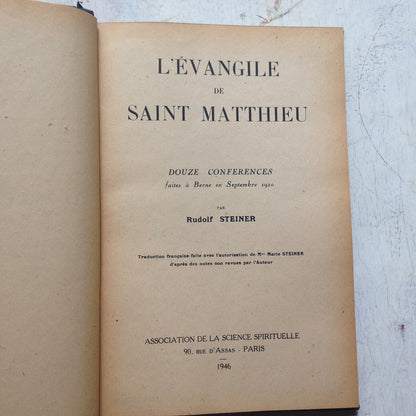 L'ÉVANGILE
DE
SAINT MATTHIEU
DOUZE CONFERENCES
faites à Berne en Septembre 1910
PAR
Rudolf STEINER
Traduction française faite avec l'autorisation de Mme Marie STEINER
d'après des notes non revues par l'Auteur
ASSOCIATION DE LA SCIENCE SPIRITUELLE
90, RUE D'ASSAS - PARIS
1946